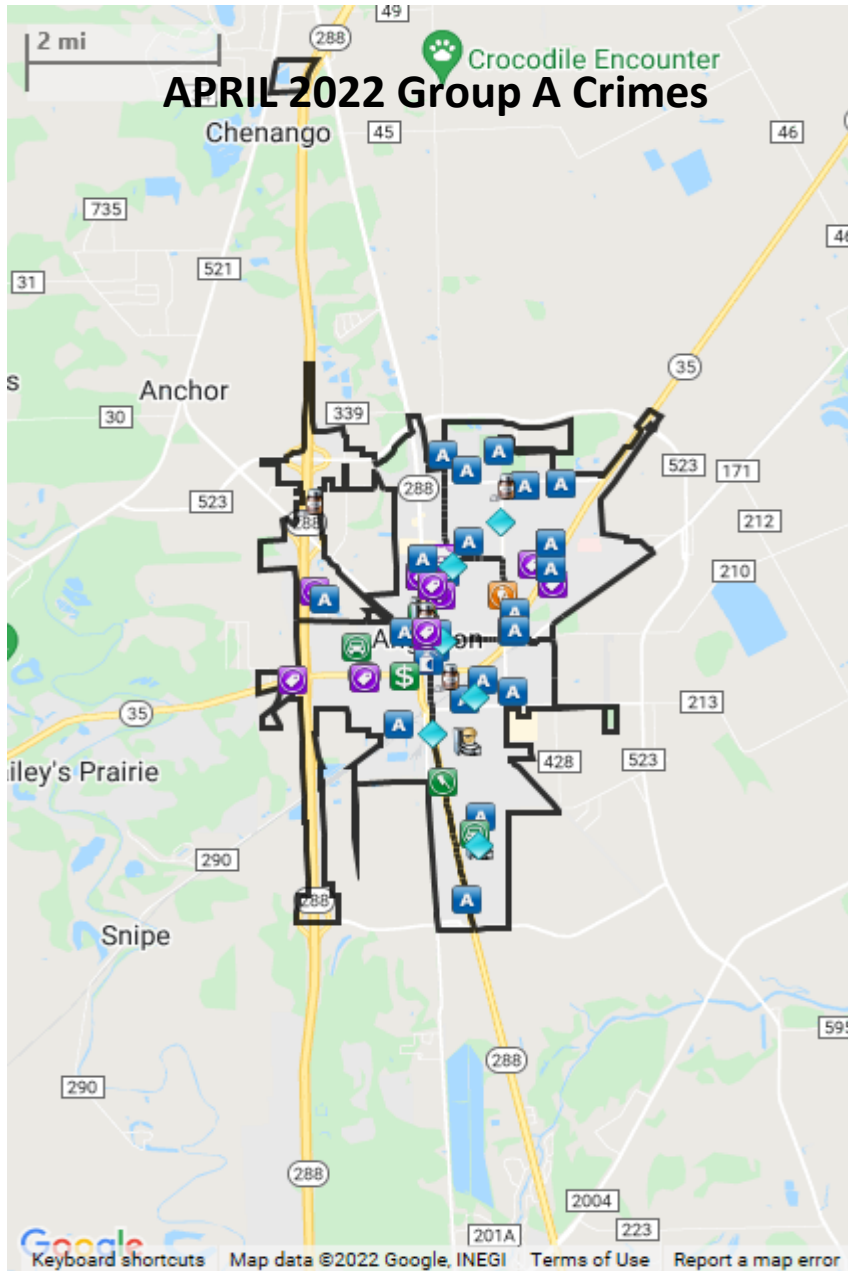 49
2 mi
288
Crocodile Encounter
APRIL 2022 Group A Crimes
Chenango
45
46
735
521
31
35
Anchor
30
339
523
171
288
523
212
288
210
A
A
A
A
A
A
A
A
A
A
A
A
A
A
$
A
A
213
35
A
428
523
A
290
288
A
Snipe
290
288
288
2004
201A
223
Google
Keyboard shortcuts
Map data ©2022 Google, INEGI
Terms of Use
Report a map error